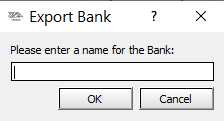 Export Bank ?
Please enter a name for the Bank:
OK Cancel